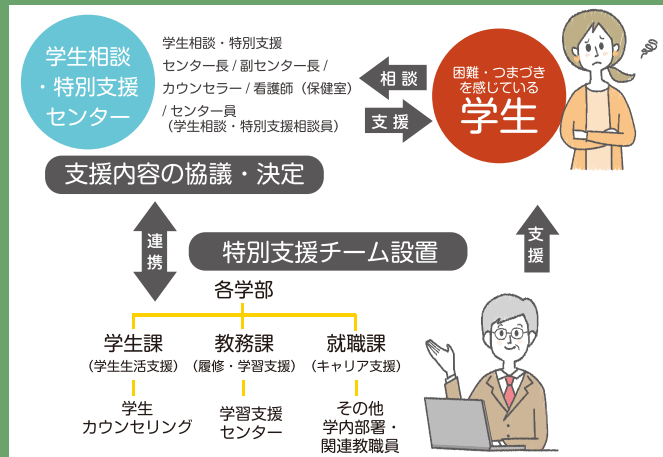 学生相談
・特別支援
センター
学生相談・特別支援
センター長 / 副センター長 /
カウンセラー / 看護師（保健室）
/ センター員
（学生相談・特別支援相談員）
相 談
支 援
困難・つまづき
を感じている
学生
支援内容の協議・決定
連携
特別支援チーム設置
支援
各学部
学生課
（学生生活支援）
教務課
（履修・学習支援）
就職課
（キャリア支援）
学生
カウンセリング
学習支援
センター
その他
学内部署・
関連教職員